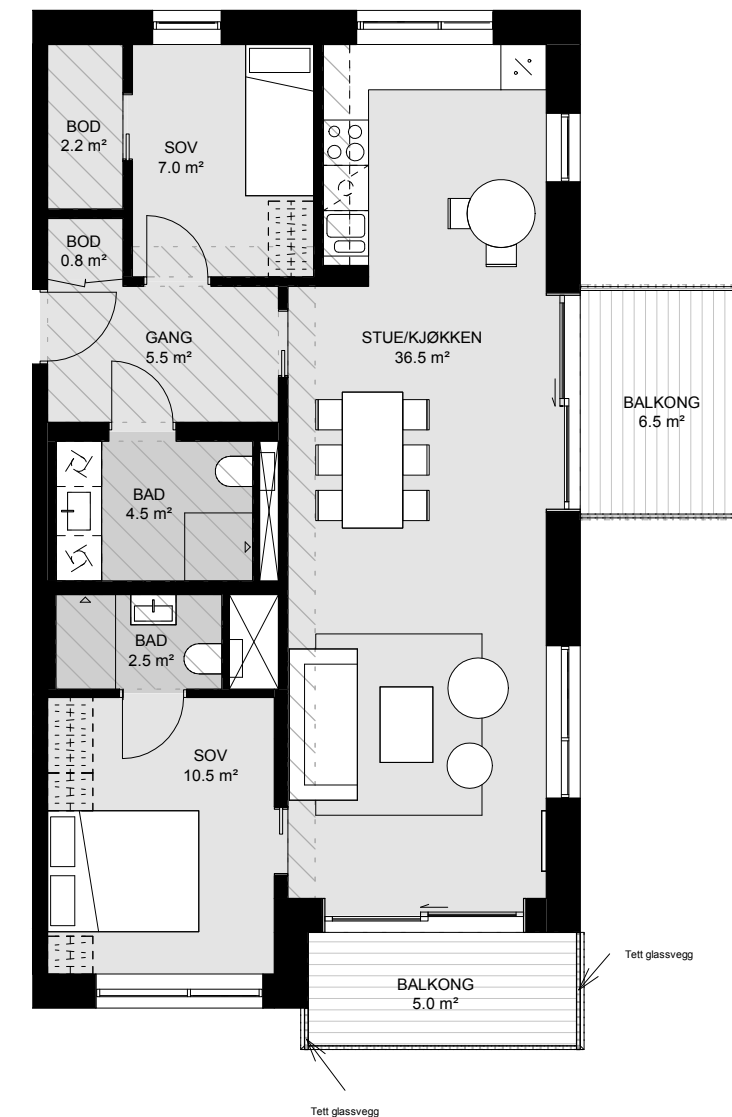 BOD
2.2 m²
SOV
7.0 m²
BOD
0.8 m²
GANG
5.5 m²
STUE/KJØKKEN
36.5 m²
BALKONG
6.5 m²
BAD
4.5 m²
BAD
2.5 m²
SOV
10.5 m²
BALKONG
5.0 m²
Tett glassvegg
Tett glassvegg